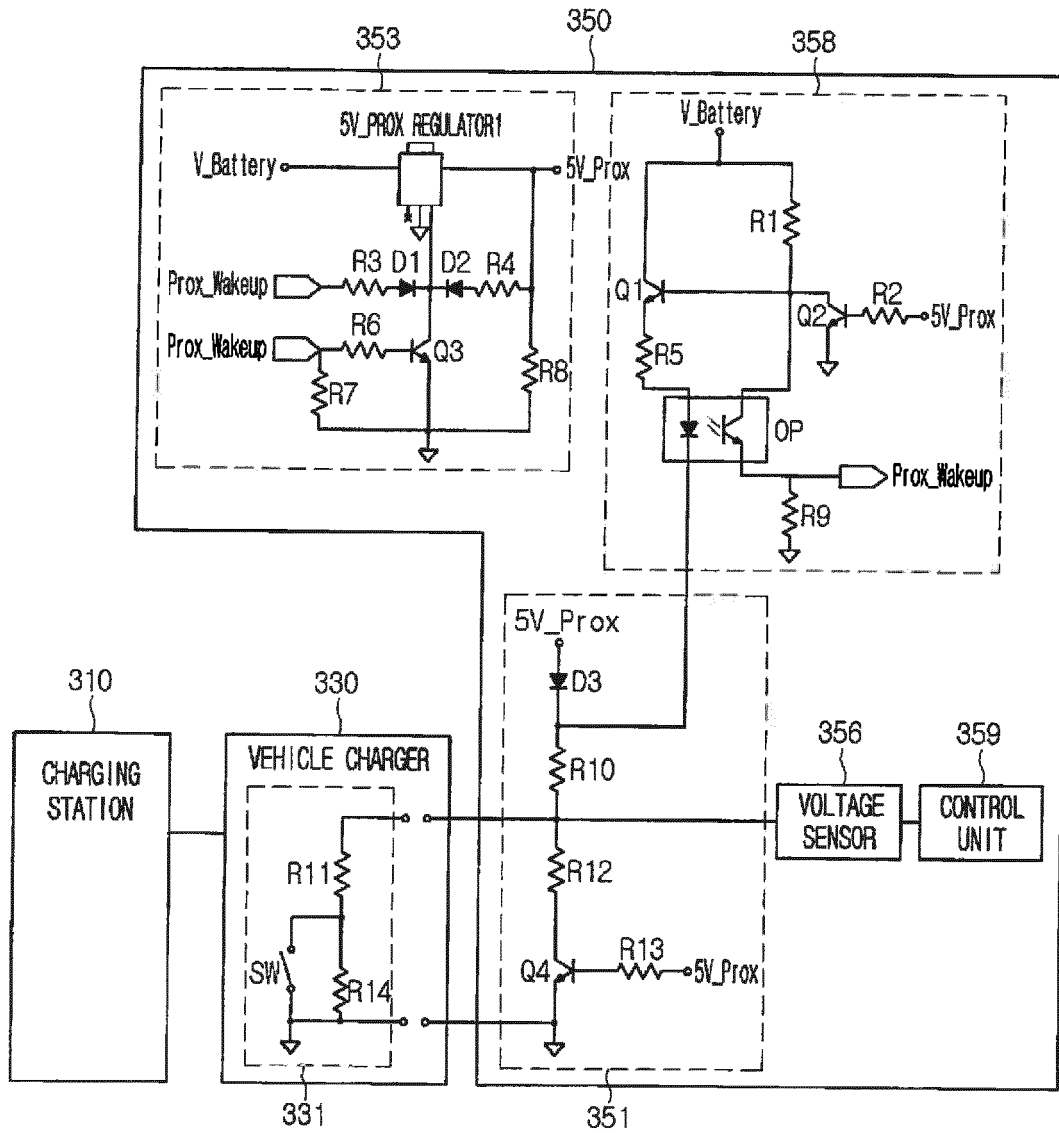 350
353
358
5V_PROX REGULATOR1
V_Battery
5V_Prox
V_Battery
R1
Prox_Wakeup
R3
D1
D2
R4
Q1
Q2
R2
5V_Prox
Prox_Wakeup
R6
Q3
R5
R7
R8
OP
Prox_Wakeup
R9
5V_Prox
D3
310
330
356
359
CHARGING
STATION
VEHICLE CHARGER
R10
VOLTAGE
SENSOR
CONTROL
UNIT
R11
R12
SW
R14
Q4
R13
5V_Prox
331
351